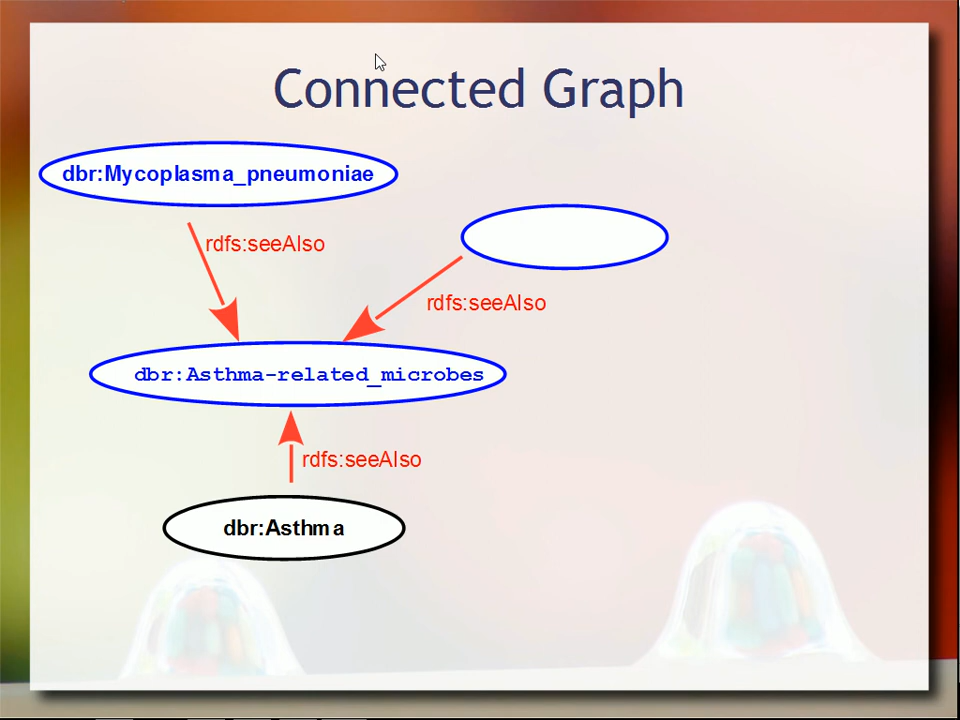 Connected Graph
dbr:Mycoplasma_pneumoniae
rdfs:seeAlso
rdfs:seeAlso
dbr:Asthma-related_microbes
rdfs:seeAlso
dbr:Asthma